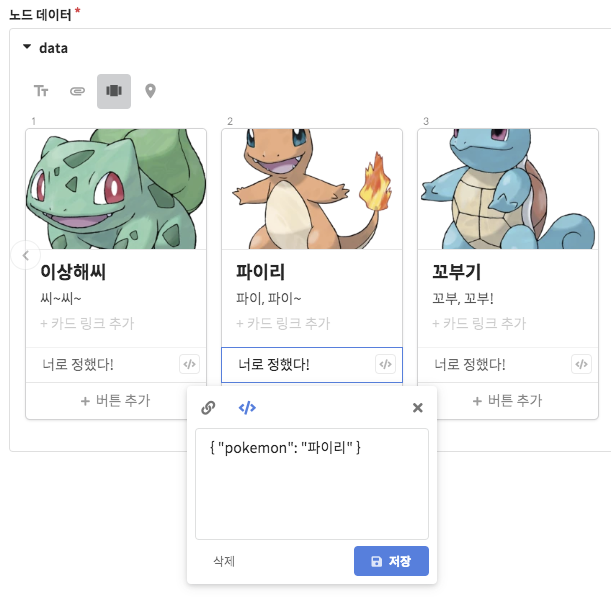 노드 데이터 *
data
1
2
3
이상해씨
씨~씨~
+ 카드 링크 추가
너로 정했다!
+ 버튼 추가
파이리
파이, 파이~
+ 카드 링크 추가
너로 정했다!
꼬부기
꼬부, 꼬부!
+ 카드 링크 추가
너로 정했다!
+ 버튼 추가
{ "pokemon": "파이리" }
삭제
저장